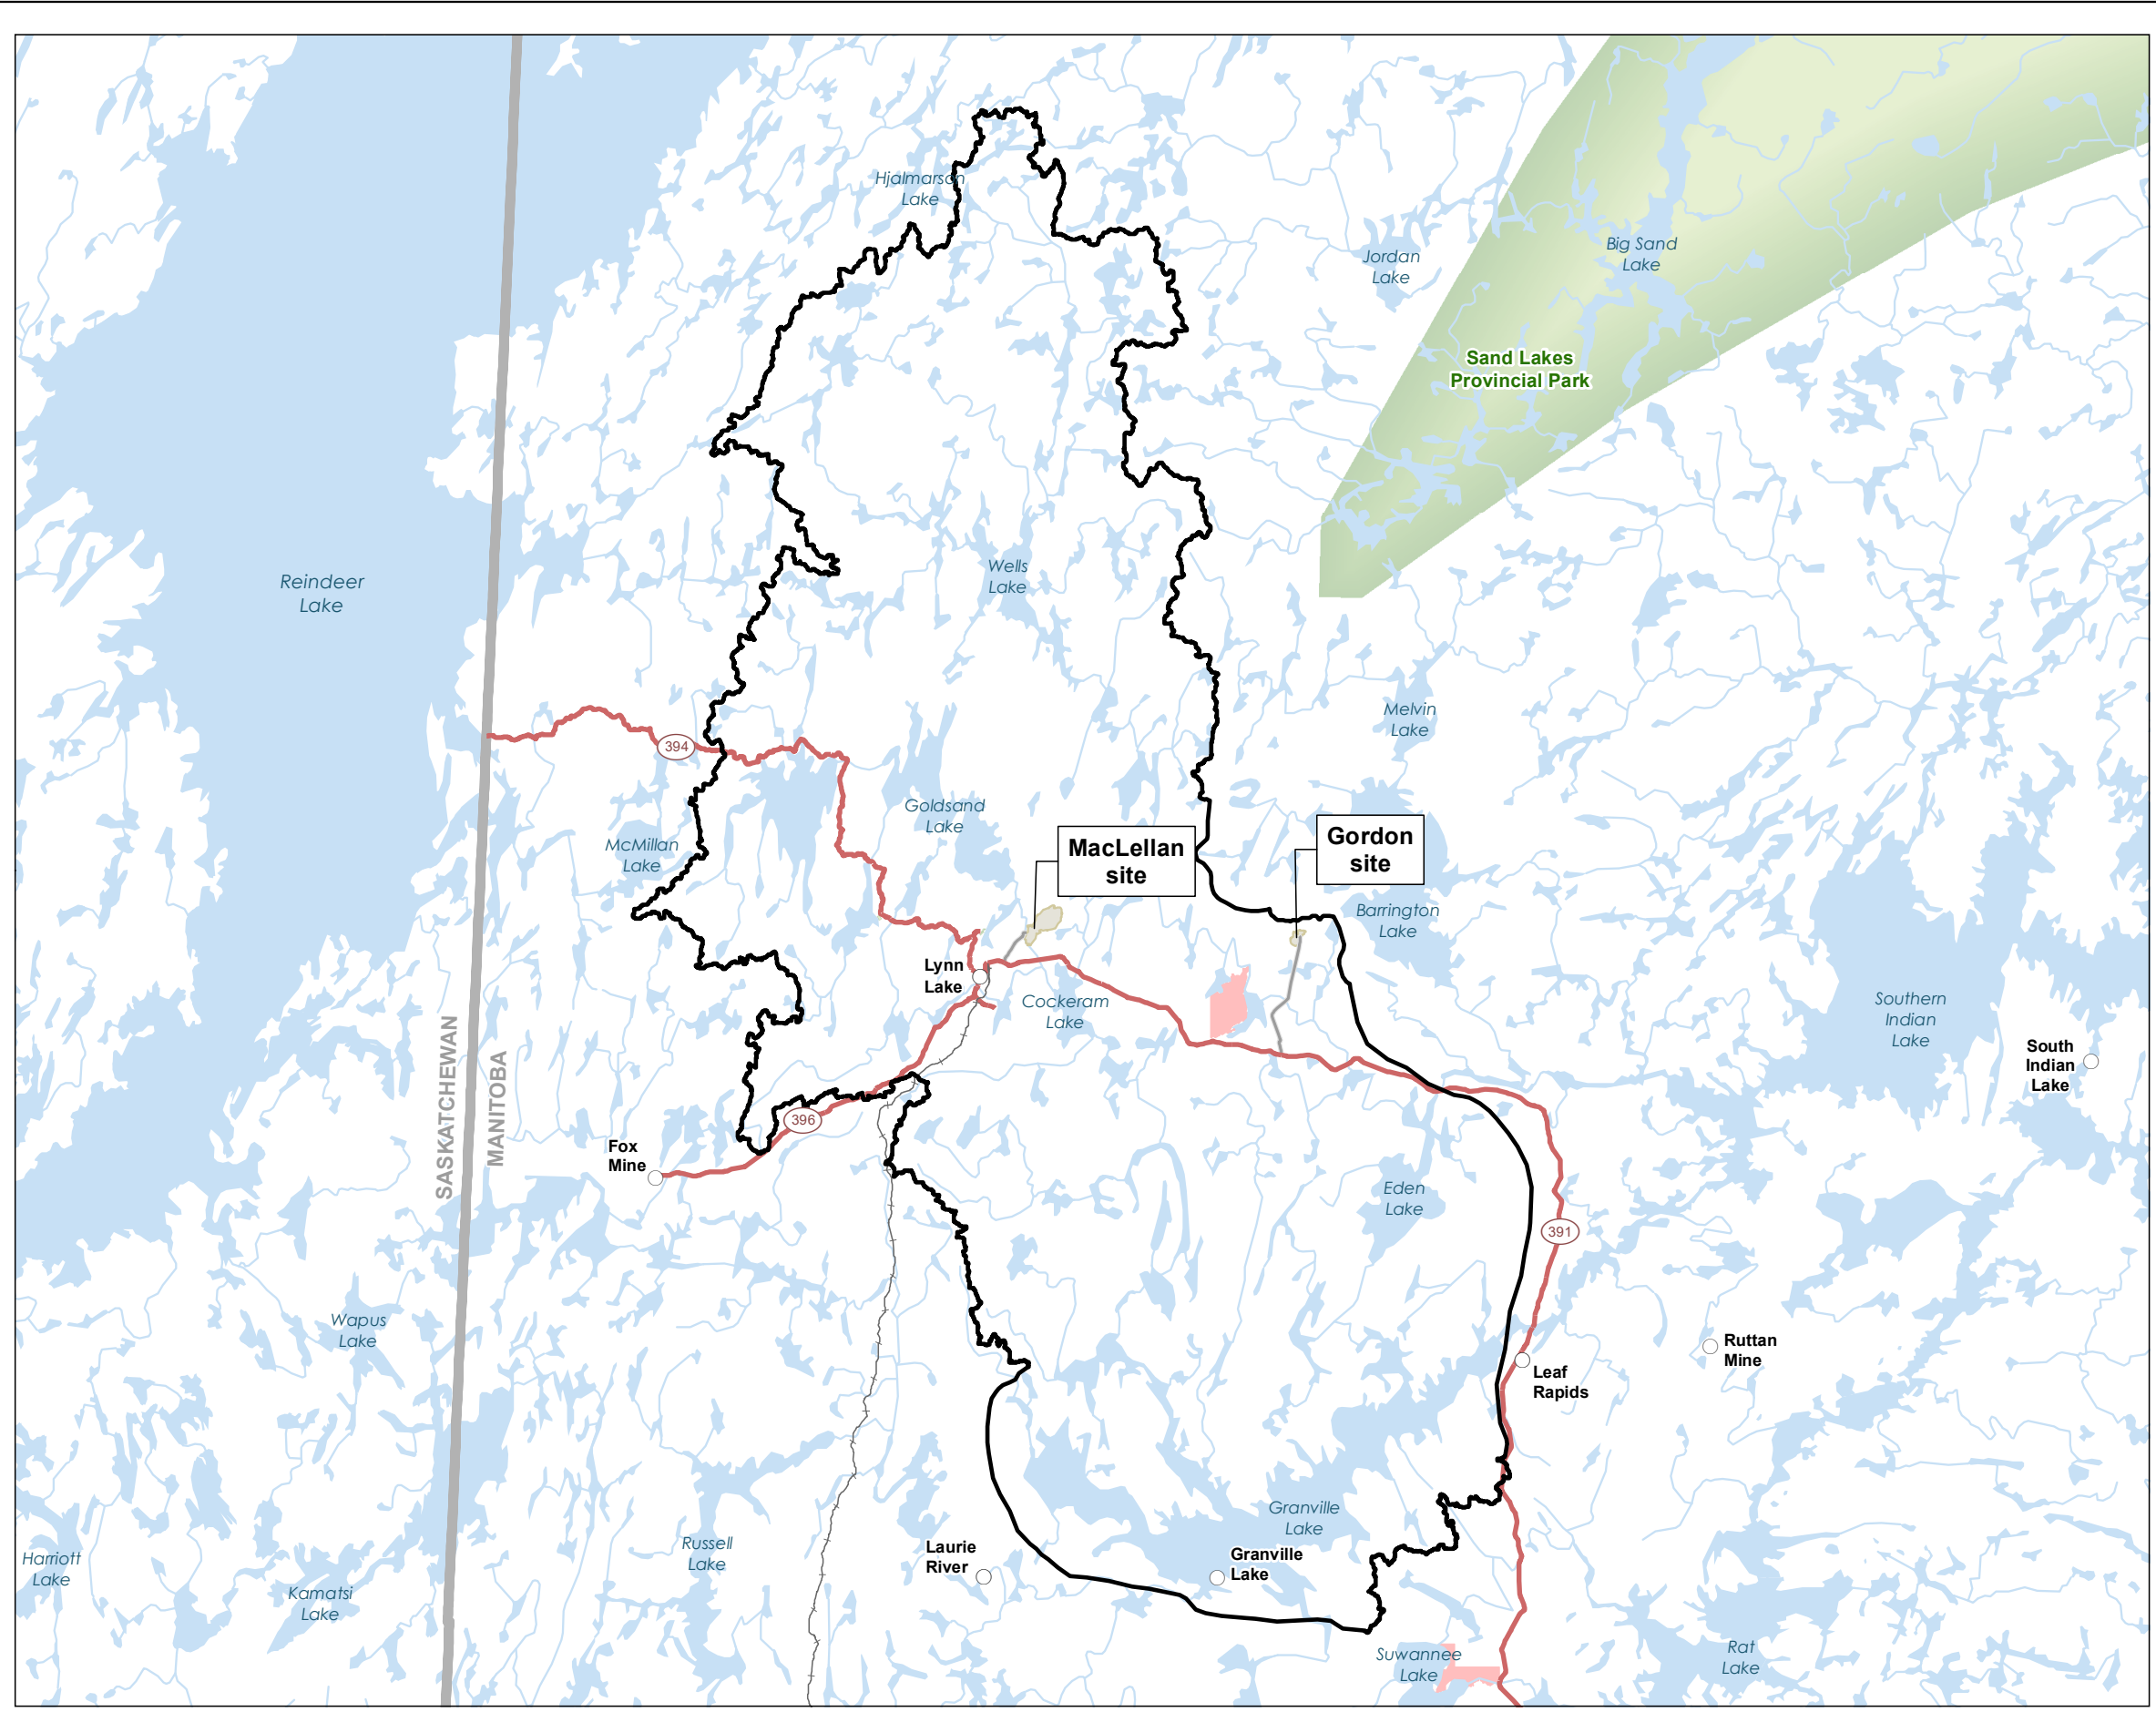 Hjalmarson
Lake
Jordan
Lake
Big Sand
Lake
Sand Lakes
Provincial Park
Reindeer
Lake
Wells
Lake
Melvin
Lake
394
Goldsand
Lake
McMillan
Lake
MacLellan
site
Gordon
site
Barrington
Lake
Lynn
Lake
Cockeram
Lake
Southern
Indian
Lake
South
Indian
Lake
SASKATCHEWAN
MANITOBA
396
Fox
Mine
Eden
Lake
391
Wapus
Lake
Ruttan
Mine
Leaf
Rapids
Granville
Lake
Russell
Lake
Laurie
River
Granville
Lake
Harriott
Lake
Kamatsi
Lake
Suwannee
Lake
Rat
Lake